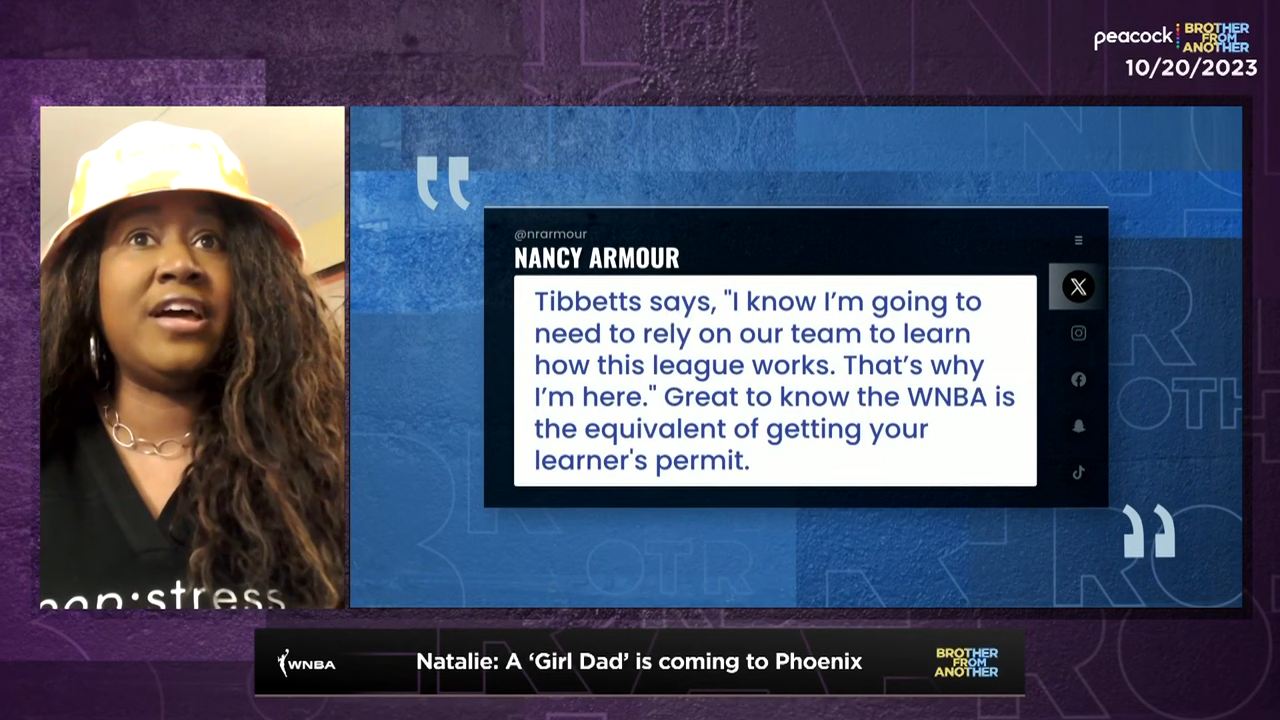 peacock
BROTHER
FROM
ANOTHER
10/20/2023
@nrarmour
NANCY ARMOUR
Tibbetts says, "I know I’m going to
need to rely on our team to learn
how this league works. That’s why
I’m here." Great to know the WNBA is
the equivalent of getting your
learner's permit.
stress
WNBA
Natalie: A ‘Girl Dad’ is coming to Phoenix
BROTHER
FROM
ANOTHER